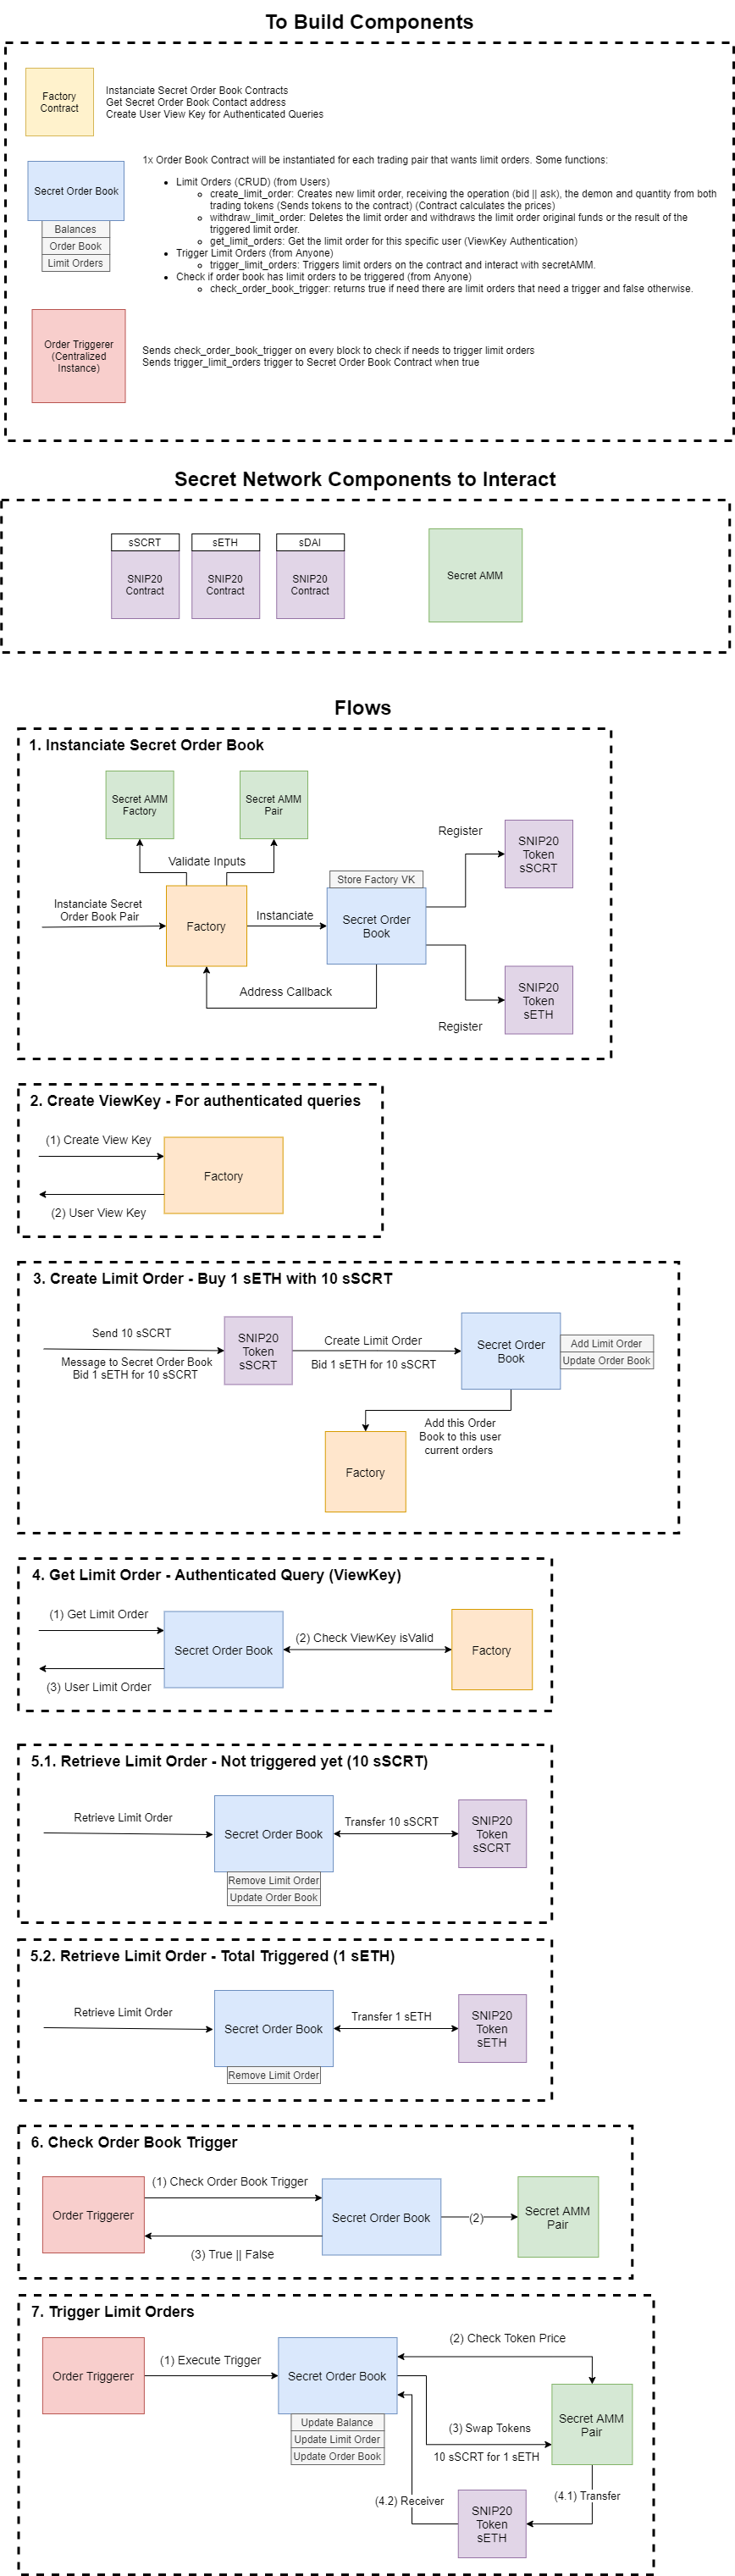 To Build Components
Factory
Contract
Instanciate Secret Order Book Contracts
Get Secret Order Book Contact address
Create User View Key for Authenticated Queries
1x Order Book Contract will be instantiated for each trading pair that wants limit orders. Some functions:
Secret Order Book
Balances
Order Book
Limit Orders
Limit Orders (CRUD) (from Users)
create_limit_order: Creates new limit order, receiving the operation (bid || ask), the demon and quantity from both
trading tokens (Sends tokens to the contract) (Contract calculates the prices)
withdraw_limit_order: Deletes the limit order and withdraws the limit order original funds or the result of the
triggered limit order.
get_limit_orders: Get the limit order for this specific user (ViewKey Authentication)
Trigger Limit Orders (from Anyone)
trigger_limit_orders: Triggers limit orders on the contract and interact with secretAMM.
Check if order book has limit orders to be triggered (from Anyone)
check_order_book_trigger: returns true if need there are limit orders that need a trigger and false otherwise.
Order Triggerer
(Centralized
Instance)
Sends check_order_book_trigger on every block to check if needs to trigger limit orders
Sends trigger_limit_orders trigger to Secret Order Book Contract when true
Secret Network Components to Interact
sSCRT
SNIP20
Contract
sETH
SNIP20
Contract
sDAI
SNIP20
Contract
Secret AMM
Flows
1. Instanciate Secret Order Book
Secret AMM
Factory
Secret AMM
Pair
Validate Inputs
Instanciate Secret
Order Book Pair
Factory
Instanciate
Store Factory VK
Secret Order
Book
Address Callback
Register
SNIP20
Token
sSCRT
Register
SNIP20
Token
sETH
2. Create ViewKey - For authenticated queries
(1) Create View Key
Factory
(2) User View Key
3. Create Limit Order - Buy 1 sETH with 10 sSCRT
Send 10 sSCRT
Message to Secret Order Book
Bid 1 sETH for 10 sSCRT
SNIP20
Token
sSCRT
Create Limit Order
Bid 1 sETH for 10 sSCRT
Secret Order
Book
Add Limit Order
Update Order Book
Add this Order
Book to this user
current orders
Factory
4. Get Limit Order - Authenticated Query (ViewKey)
(1) Get Limit Order
Secret Order Book
(2) Check ViewKey isValid
Factory
(3) User Limit Order
5.1. Retrieve Limit Order - Not triggered yet (10 sSCRT)
Retrieve Limit Order
Secret Order Book
Remove Limit Order
Update Order Book
Transfer 10 sSCRT
SNIP20
Token
sSCRT
5.2. Retrieve Limit Order - Total Triggered (1 sETH)
Retrieve Limit Order
Secret Order Book
Remove Limit Order
Transfer 1 sETH
SNIP20
Token
sETH
6. Check Order Book Trigger
Order Triggerer
(1) Check Order Book Trigger
Secret Order Book
(2)
Secret AMM
Pair
(3) True || False
7. Trigger Limit Orders
Order Triggerer
(1) Execute Trigger
Secret Order Book
Update Balance
Update Limit Order
Update Order Book
(2) Check Token Price
Secret AMM
Pair
(3) Swap Tokens
10 sSCRT for 1 sETH
(4.1) Transfer
(4.2) Receiver
SNIP20
Token
sETH